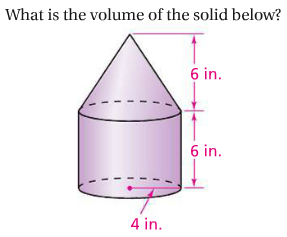 What is the volume of the solid below?
6 in.
6 in.
4 in.